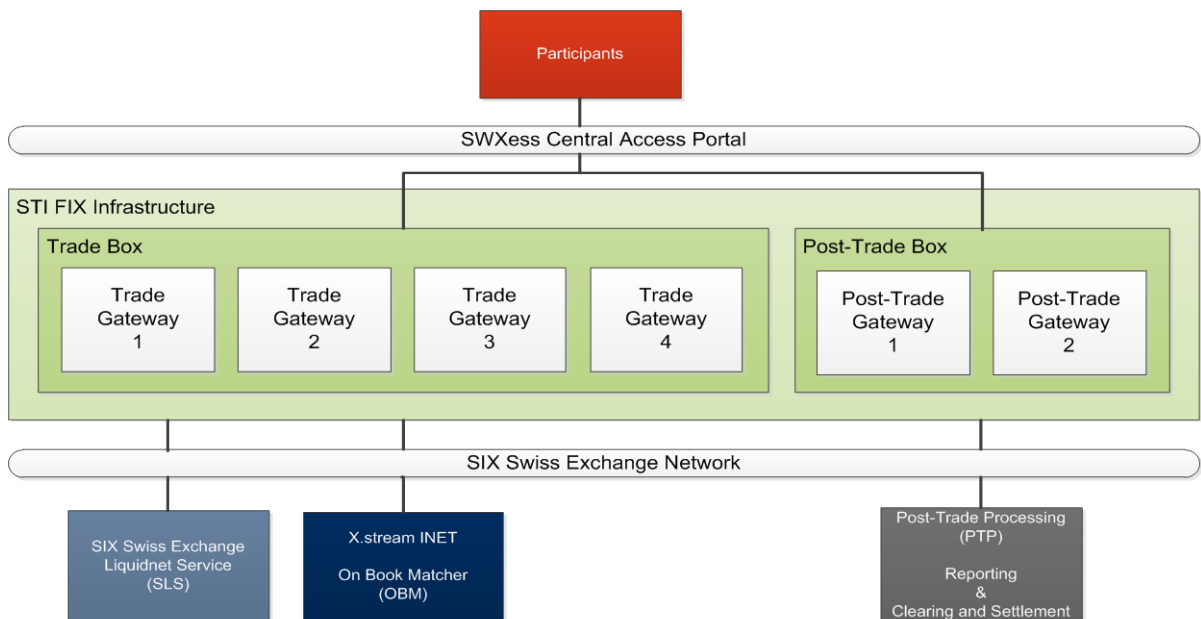 Participants
SWXess Central Access Portal
STI FIX Infrastructure
Trade Box
Trade
Gateway
1
Trade
Gateway
2
Trade
Gateway
3
Trade
Gateway
4
Post-Trade Box
Post-Trade
Gateway
1
Post-Trade
Gateway
2
SIX Swiss Exchange Network
SIX Swiss Exchange
Liquidnet Service
(SLS)
X.stream INET
On Book Matcher
(OBM)
Post-Trade Processing
(PTP)
Reporting
&
Clearing and Settlement